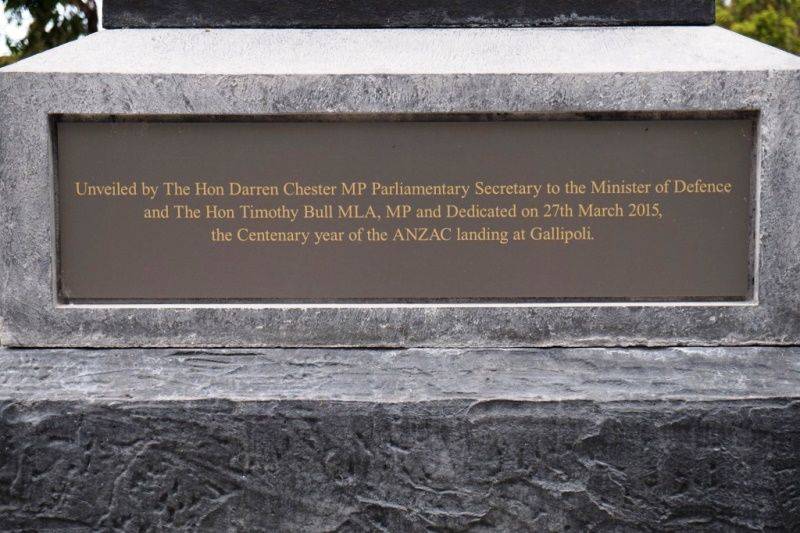 Unveiled by The Hon Darren Chester MP Parliamentary Secretary to the Minister of Defence
and The Hon Timothy Bull MLA, MP and Dedicated on 27th March 2015,
the Centenary year of the ANZAC landing at Gallipoli.